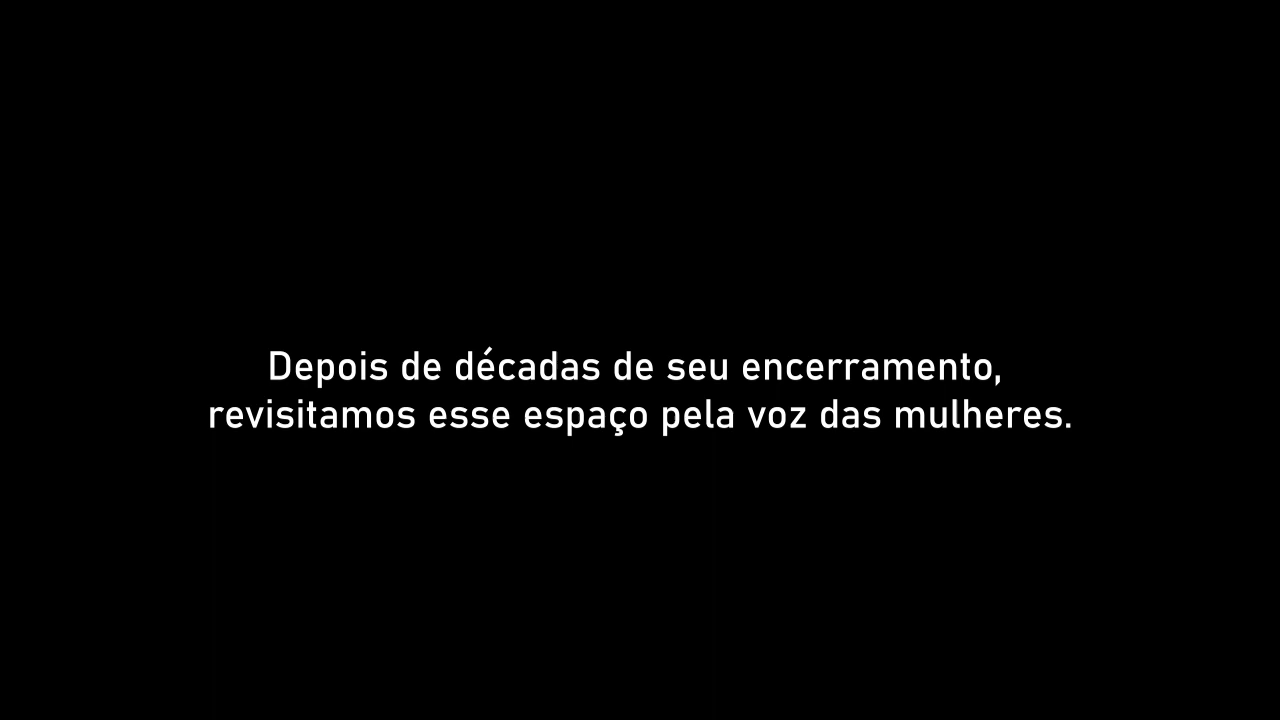 Depois de décadas de seu encerramento,
revisitamos esse espaço pela voz das mulheres.